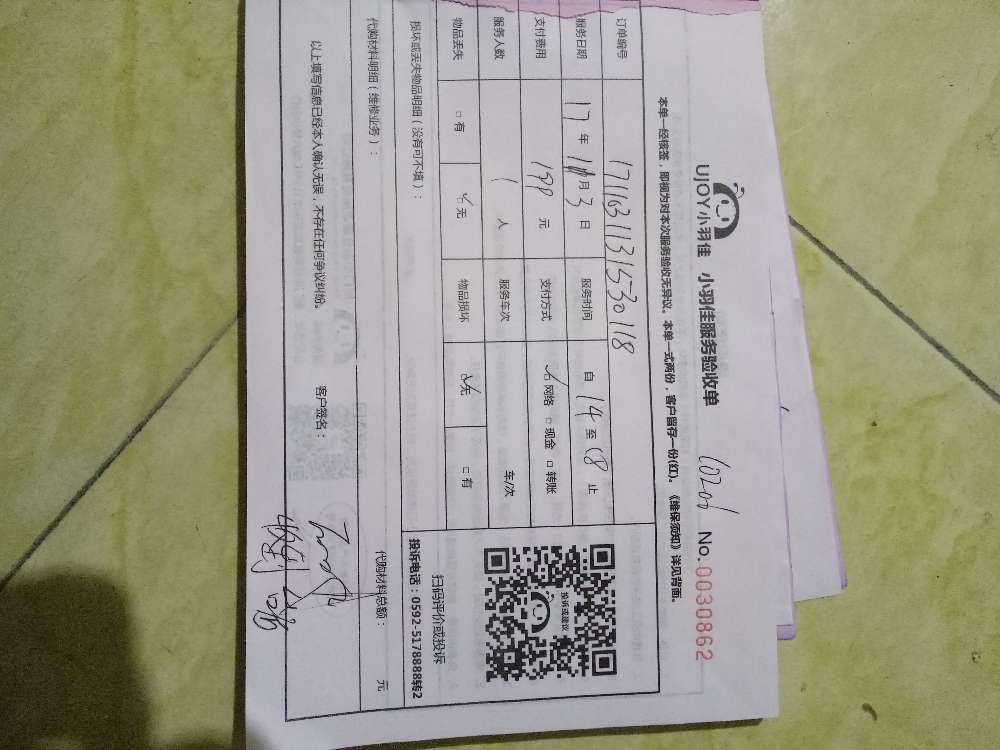 UJOY小羽佳 小羽佳服务验收单 No.0030862
本单一经核签，即视为对本次服务验收无异议。本单一式两份，客户留存一份(红)。《维保须知》详见背面。
订单编号 1711631131530118
服务日期 17年11月3日 服务时间 自14至18止
支付费用 199元 支付方式 ☑网络 □现金 □转账
服务人数 1人 服务车次 车/次
物品丢失 □有 ☑无 物品损坏 ☑无 □有
投诉或建议
扫码评价或投诉
投诉电话：0592-5178888转2
损坏或丢失物品明细（没有可不填）：
代购材料明细（维修业务）： 代购材料总额： 元
以上填写信息已经本人确认无误，不存在任何争议纠纷。 客户签名：